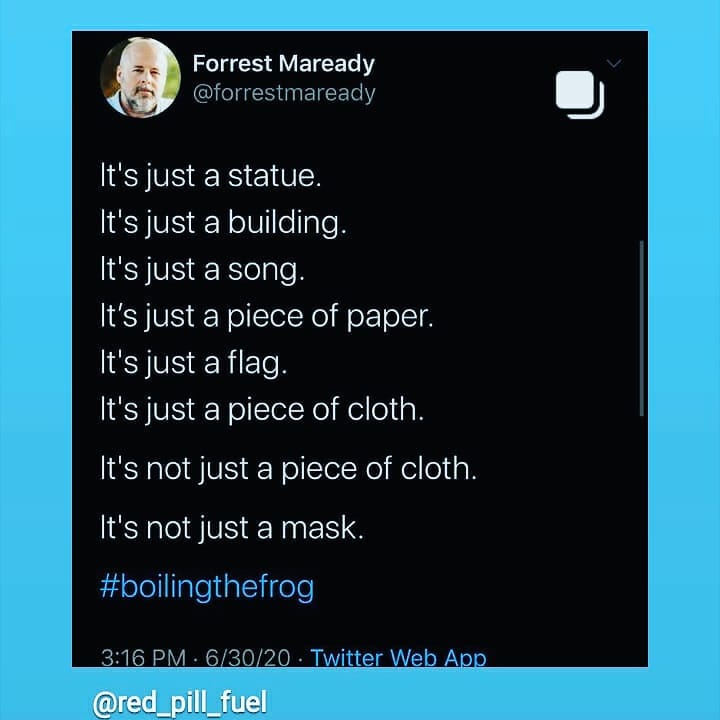 Forrest Maready
@forrestmaready
It's just a statue.
It's just a building.
It's just a song.
It’s just a piece of paper.
It's just a flag.
It's just a piece of cloth.
It's not just a piece of cloth.
It's not just a mask.
#boilingthefrog
3:16 PM · 6/30/20 · Twitter Web App
@red_pill_fuel